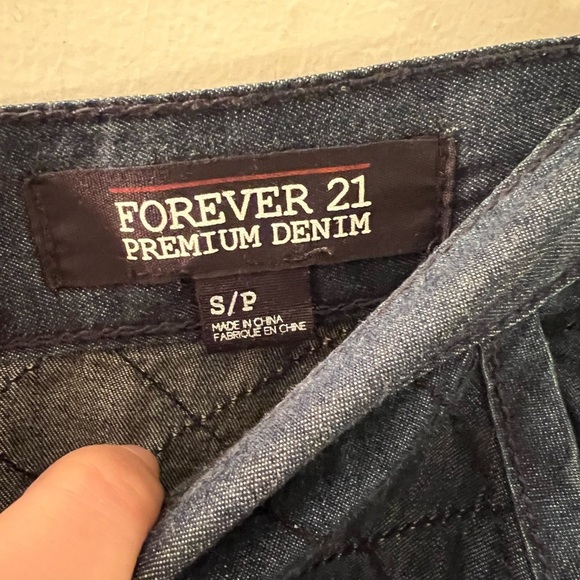 FOREVER 21
PREMIUM DENIM
S/P
MADE IN CHINA
FABRIQUE EN CHINE